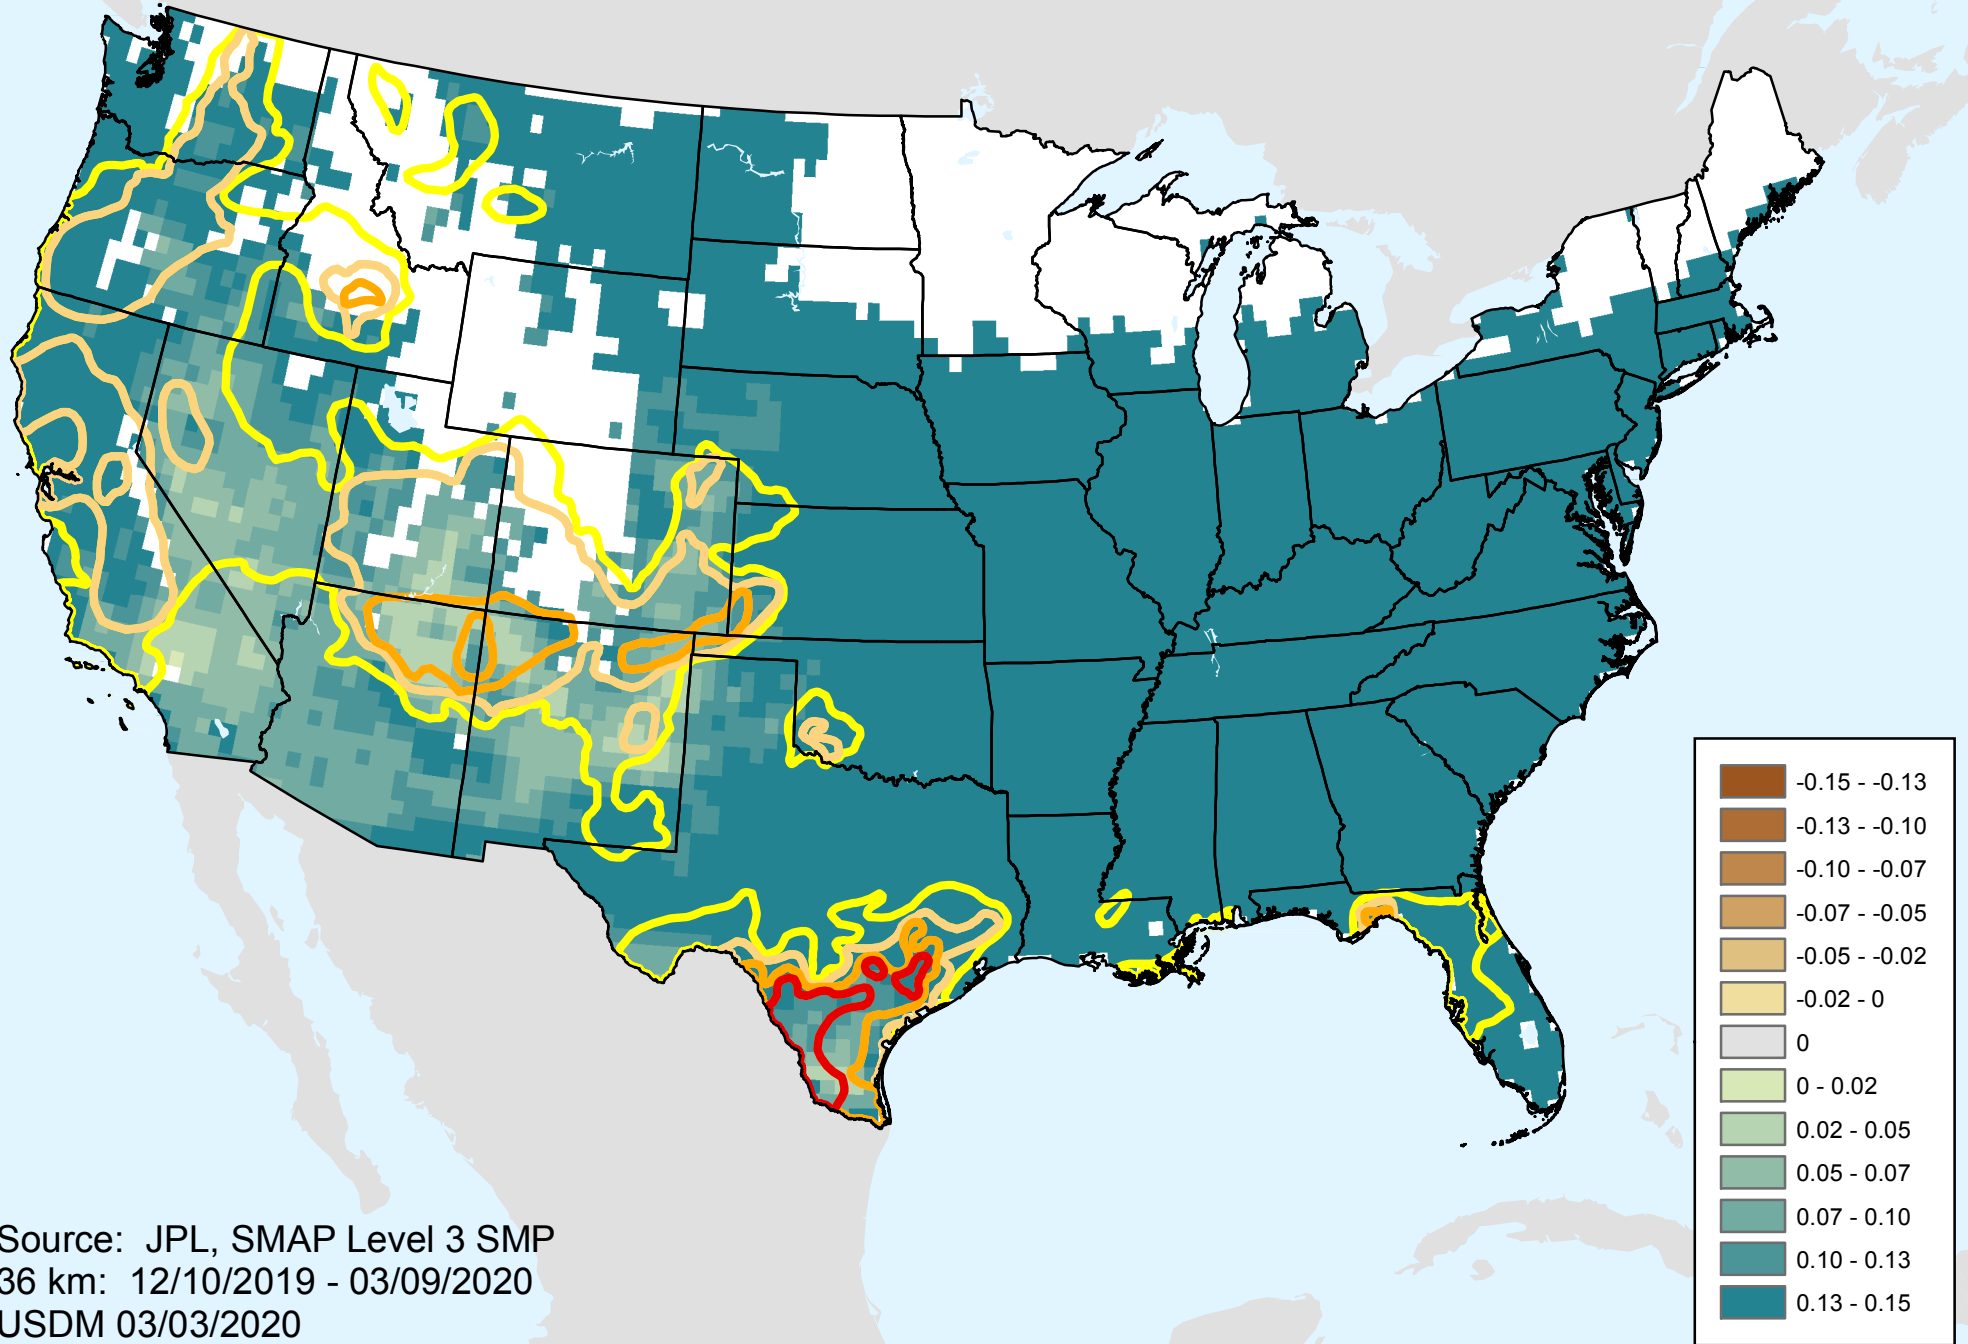 -0.15 - -0.13
-0.13 - -0.10
-0.10 - -0.07
-0.07 - -0.05
-0.05 - -0.02
-0.02 - 0
0
0 - 0.02
0.02 - 0.05
0.05 - 0.07
0.07 - 0.10
0.10 - 0.13
0.13 - 0.15
Source: JPL, SMAP Level 3 SMP
36 km: 12/10/2019 - 03/09/2020
USDM 03/03/2020